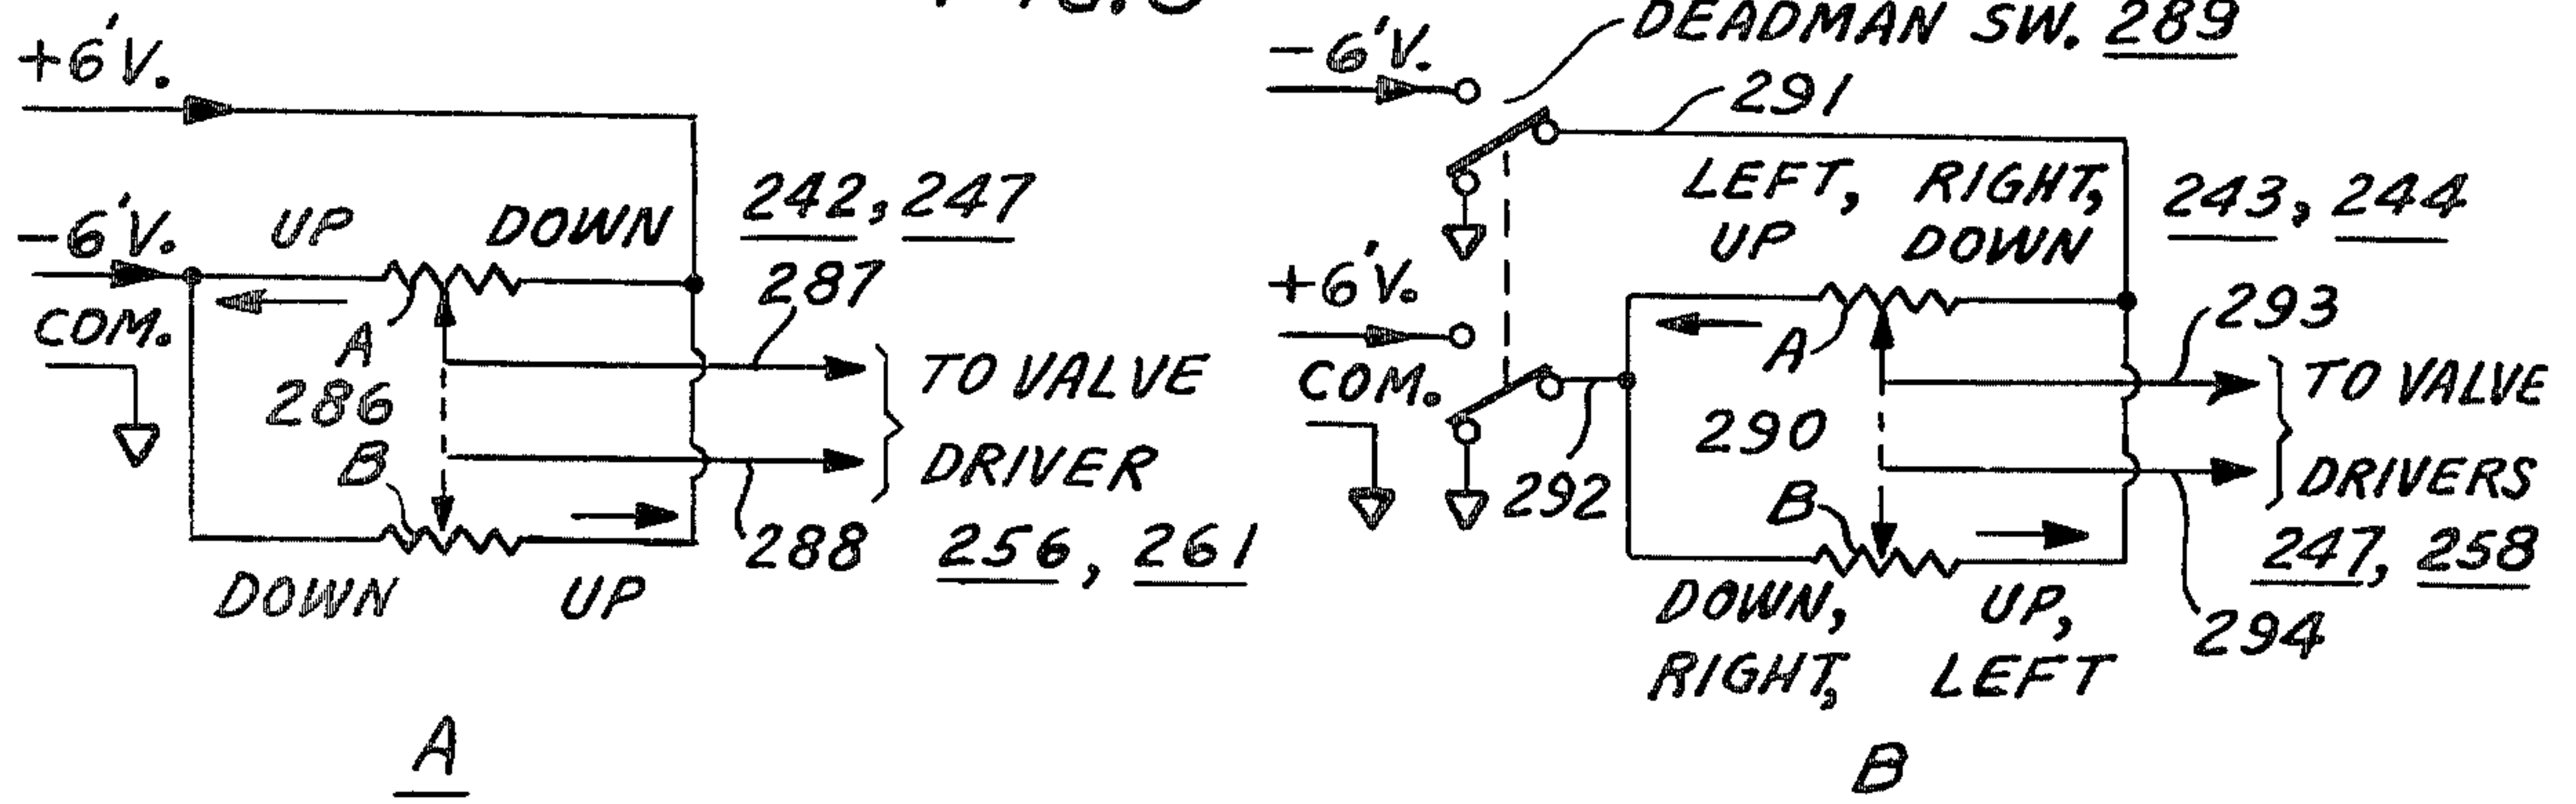 +6'V.
-6'V.
UP
DOWN
242, 247
287
COM.
A
286
B
TO VALVE
DRIVER
288
256, 261
DOWN
UP
A
DEADMAN SW. 289
-6'V.
291
LEFT,
UP
RIGHT,
DOWN
243, 244
+6'V.
COM.
A
293
290
TO VALVE
DRIVERS
292
B
247, 258
294
DOWN,
RIGHT,
UP,
LEFT
B